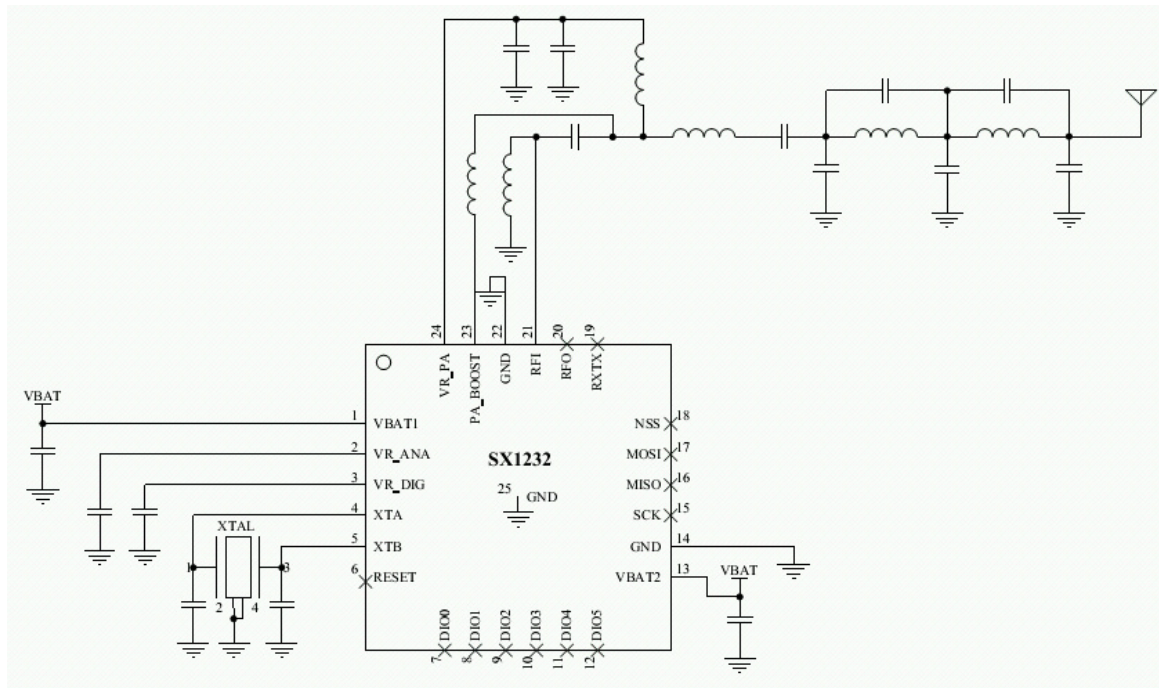 24
23
22
21
20
19
VR_PA
PA_BOOST
GND
RFI
RFO
RXTX
VBAT
1
VBAT1
NSS
18
2
VR_ANA
MOSI
17
SX1232
3
VR_DIG
MISO
16
25
GND
4
XTA
SCK
15
XTAL
5
XTB
GND
14
1
3
6
RESET
VBAT2
13
VBAT
2
4
DIO0
DIO1
DIO2
DIO3
DIO4
DIO5
7
8
9
10
11
12